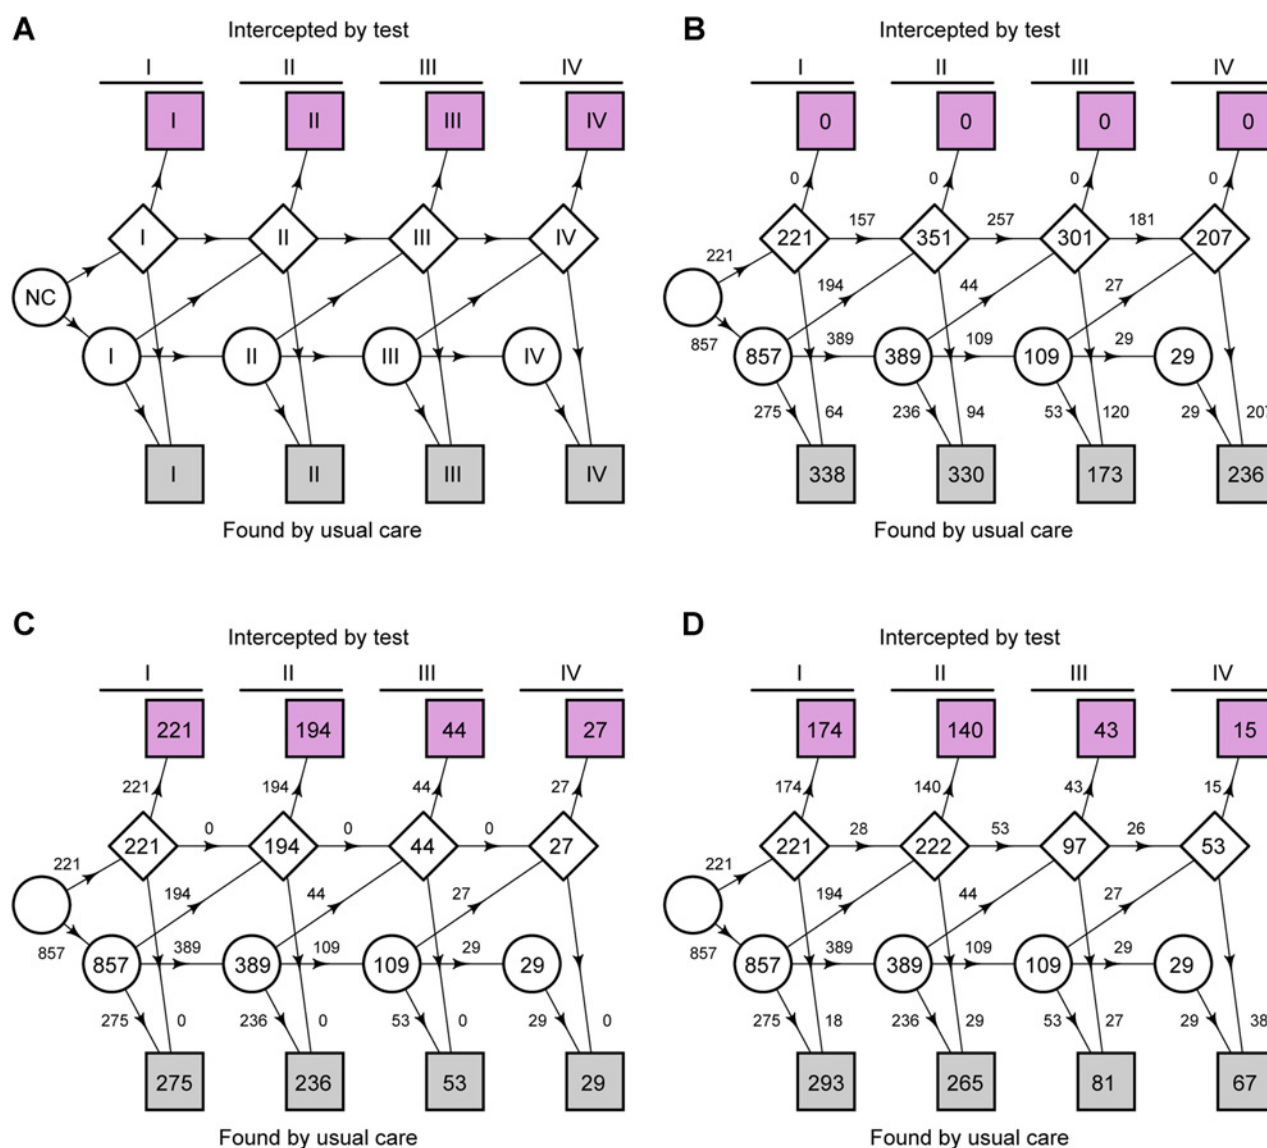 A
Intercepted by test
I II III IV
I II III IV
I II III IV
NC
I II III IV
I II III IV
Found by usual care
B
Intercepted by test
I II III IV
0 0 0 0
0 0 0 0
157 257 181
221 351 301 207
221
194 44 27
857 389 109 29
857 389 109 29
275 64 236 94 53 120 29 207
338 330 173 236
Found by usual care
C
Intercepted by test
I II III IV
221 194 44 27
221 194 44 27
0 0 0
221 194 44 27
221
194 44 27
857 389 109 29
857 389 109 29
275 0 236 0 53 0 29 0
275 236 53 29
Found by usual care
D
Intercepted by test
I II III IV
174 140 43 15
174 140 43 15
28 53 26
221 222 97 53
221
194 44 27
857 389 109 29
857 389 109 29
275 18 236 29 53 27 29 38
293 265 81 67
Found by usual care